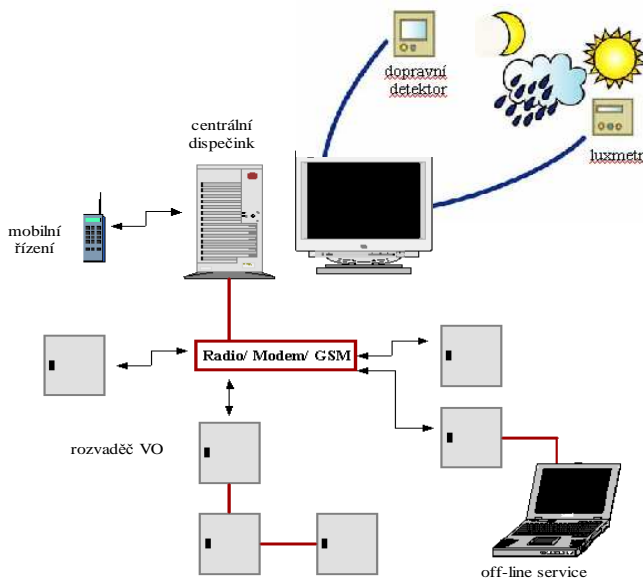 dopravní
detektor
luxmetr
centrální
dispečink
mobilní
řízení
Radio/ Modem/ GSM
rozvaděč VO
off-line service